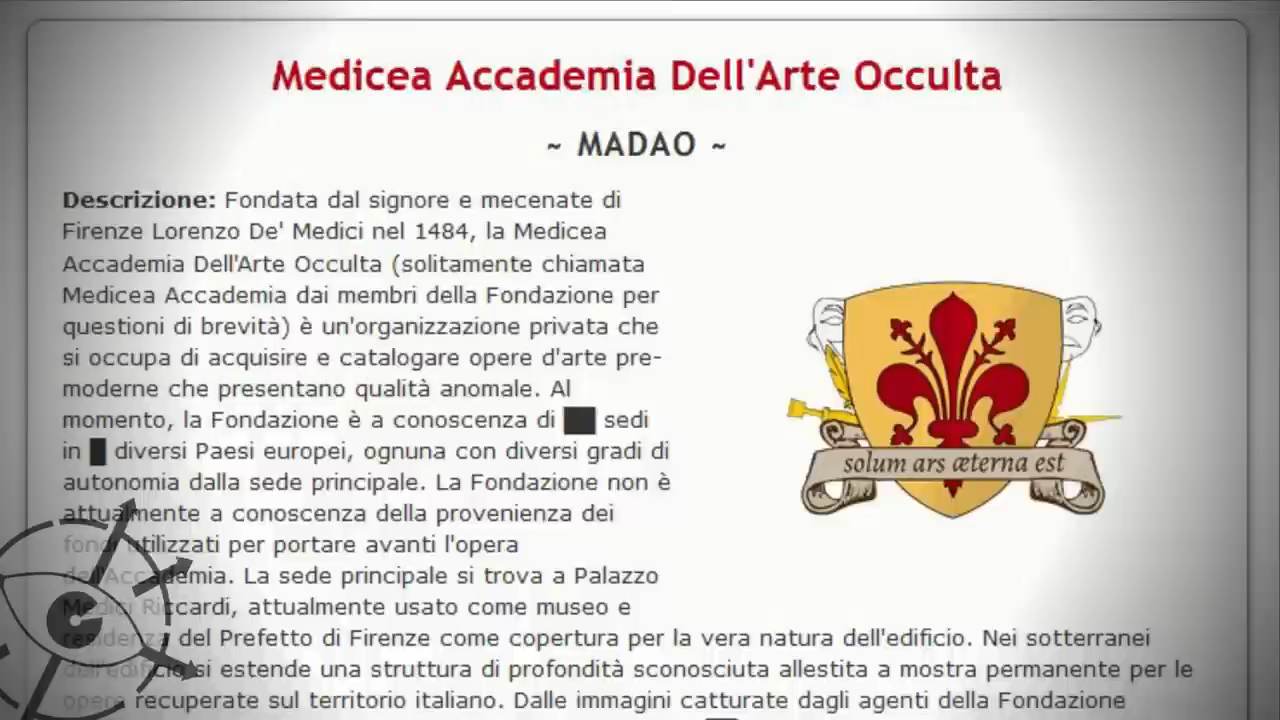 Medicea Accademia Dell'Arte Occulta
~ MADAO ~
Descrizione: Fondata dal signore e mecenate di
Firenze Lorenzo De' Medici nel 1484, la Medicea
Accademia Dell'Arte Occulta (solitamente chiamata
Medicea Accademia dai membri della Fondazione per
questioni di brevità) è un'organizzazione privata che
si occupa di acquisire e catalogare opere d'arte pre-
moderne che presentano qualità anomale. Al
momento, la Fondazione è a conoscenza di ██ sedi
in █ diversi Paesi europei, ognuna con diversi gradi di
autonomia dalla sede principale. La Fondazione non è
attualmente a conoscenza della provenienza dei
fondi utilizzati per portare avanti l'opera
dell'Accademia. La sede principale si trova a Palazzo
Medici Riccardi, attualmente usato come museo e
residenza del Prefetto di Firenze come copertura per la vera natura dell'edificio. Nei sotterranei
dell'edificio si estende una struttura di profondità sconosciuta allestita a mostra permanente per le
opere recuperate sul territorio italiano. Dalle immagini catturate dagli agenti della Fondazione
solum ars æterna est